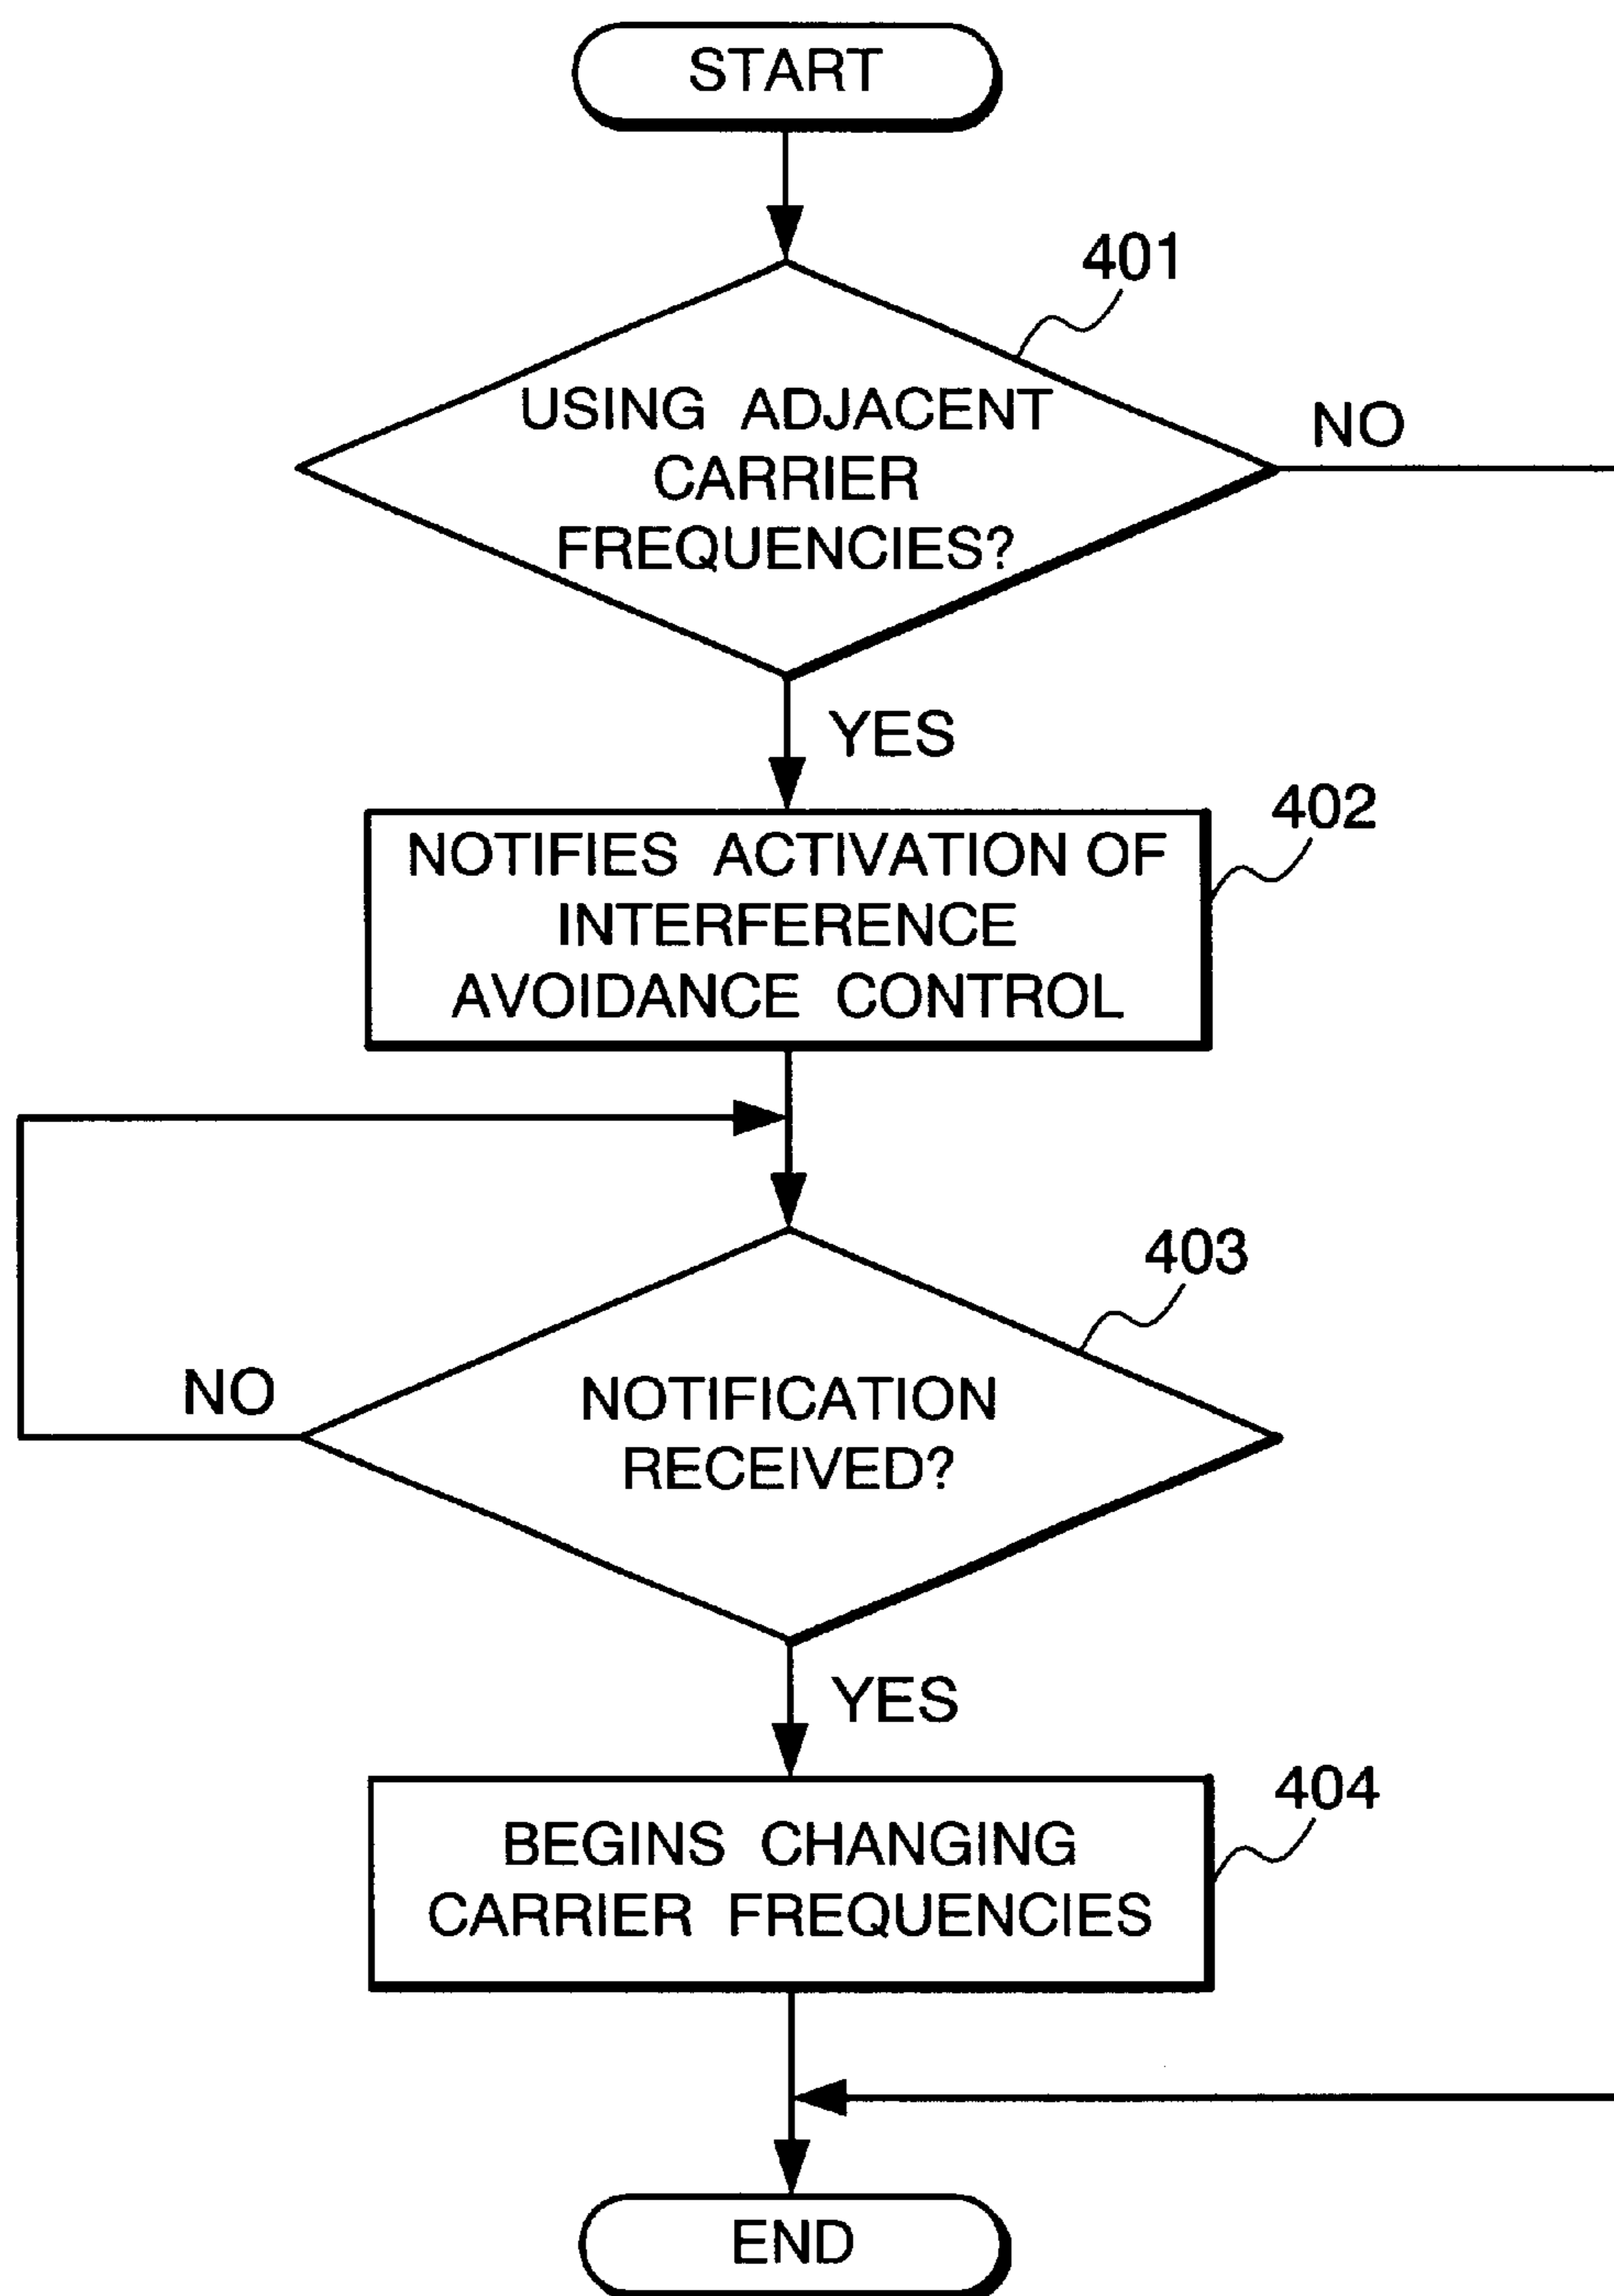 START
401
USING ADJACENT
CARRIER
FREQUENCIES?
NO
YES
402
NOTIFIES ACTIVATION OF
INTERFERENCE
AVOIDANCE CONTROL
403
NO
NOTIFICATION
RECEIVED?
YES
404
BEGINS CHANGING
CARRIER FREQUENCIES
END